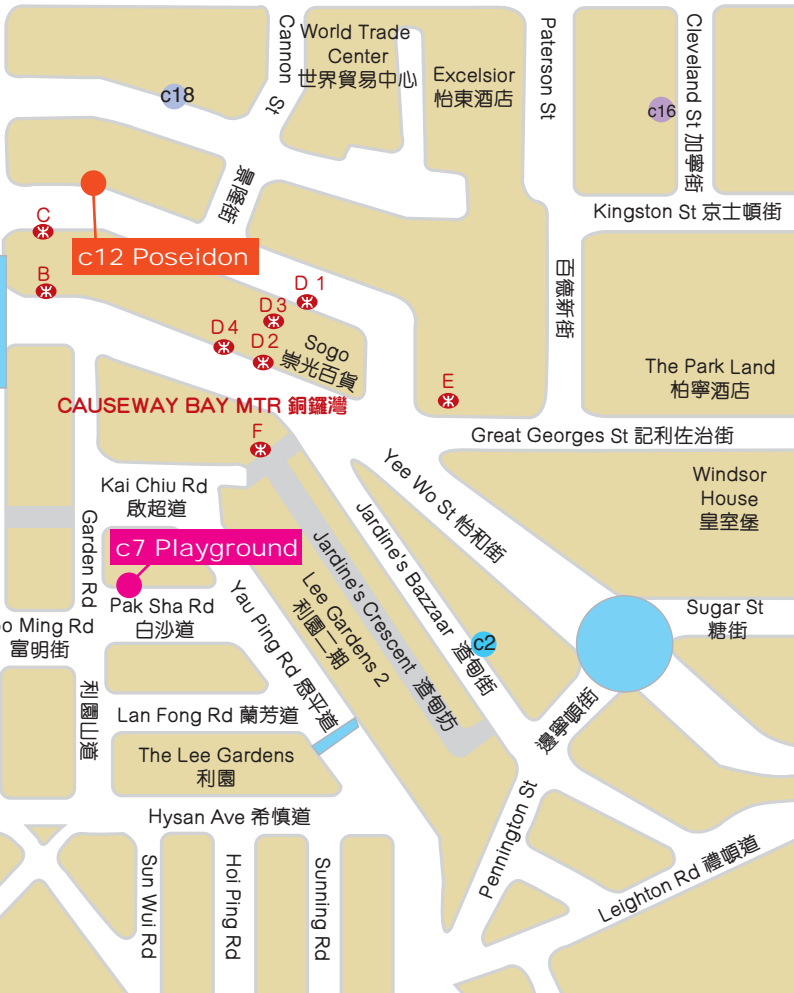 Cannon St
World Trade
Center
世界貿易中心
Excelsior
怡東酒店
Paterson St
Cleveland St 加寧街
c18
c16
景隆街
Kingston St 京士頓街
C
c12 Poseidon
B
D1
D3
D4
D2
Sogo
崇光百貨
百德新街
The Park Land
柏寧酒店
E
CAUSEWAY BAY MTR 銅鑼灣
F
Great Georges St 記利佐治街
Yee Wo St 怡和街
Windsor
House
皇室堡
Kai Chiu Rd
啟超道
Garden Rd
c7 Playground
Jardine's Bazzaar 渣甸街
Jardine's Crescent 渣甸坊
Lee Gardens 2
利園二期
Pak Sha Rd
白沙道
Yau Ping Rd 恩平道
c2
Sugar St
糖街
o Ming Rd
富明街
利園山道
Lan Fong Rd 蘭芳道
邊寧頓街
The Lee Gardens
利園
Hysan Ave 希慎道
Pennington St
Leighton Rd 禮頓道
Sun Wui Rd
Hoi Ping Rd
Sunning Rd